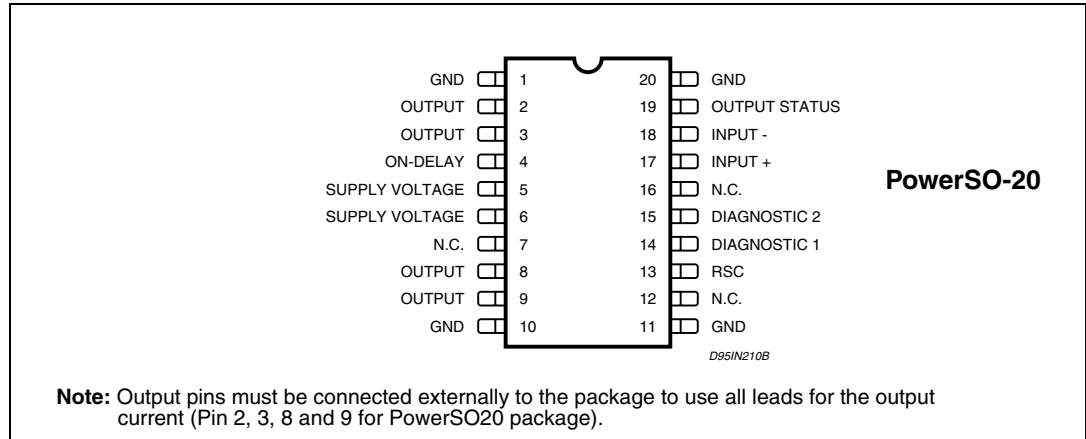 GND 1 20 GND
OUTPUT 2 19 OUTPUT STATUS
OUTPUT 3 18 INPUT -
ON-DELAY 4 17 INPUT +
SUPPLY VOLTAGE 5 16 N.C.
SUPPLY VOLTAGE 6 15 DIAGNOSTIC 2
N.C. 7 14 DIAGNOSTIC 1
OUTPUT 8 13 RSC
OUTPUT 9 12 N.C.
GND 10 11 GND
PowerSO-20
D95IN210B
Note: Output pins must be connected externally to the package to use all leads for the output
current (Pin 2, 3, 8 and 9 for PowerSO20 package).